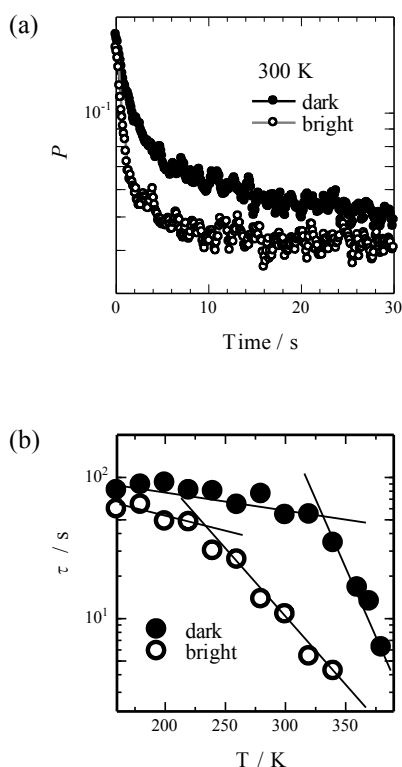 (a)
300 K
dark
bright
10⁻¹
P
0
10
20
30
Time / s
(b)
10²
10¹
τ / s
dark
bright
200
250
300
350
T / K